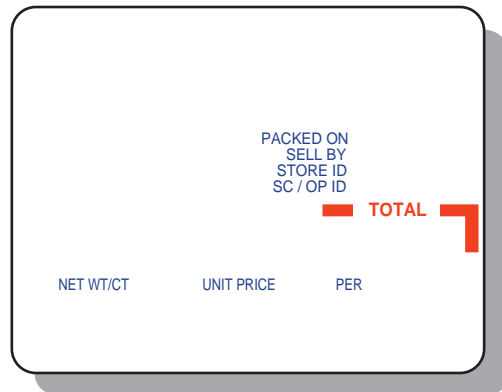 PACKED ON
SELL BY
STORE ID
SC / OP ID
TOTAL
NET WT/CT UNIT PRICE PER